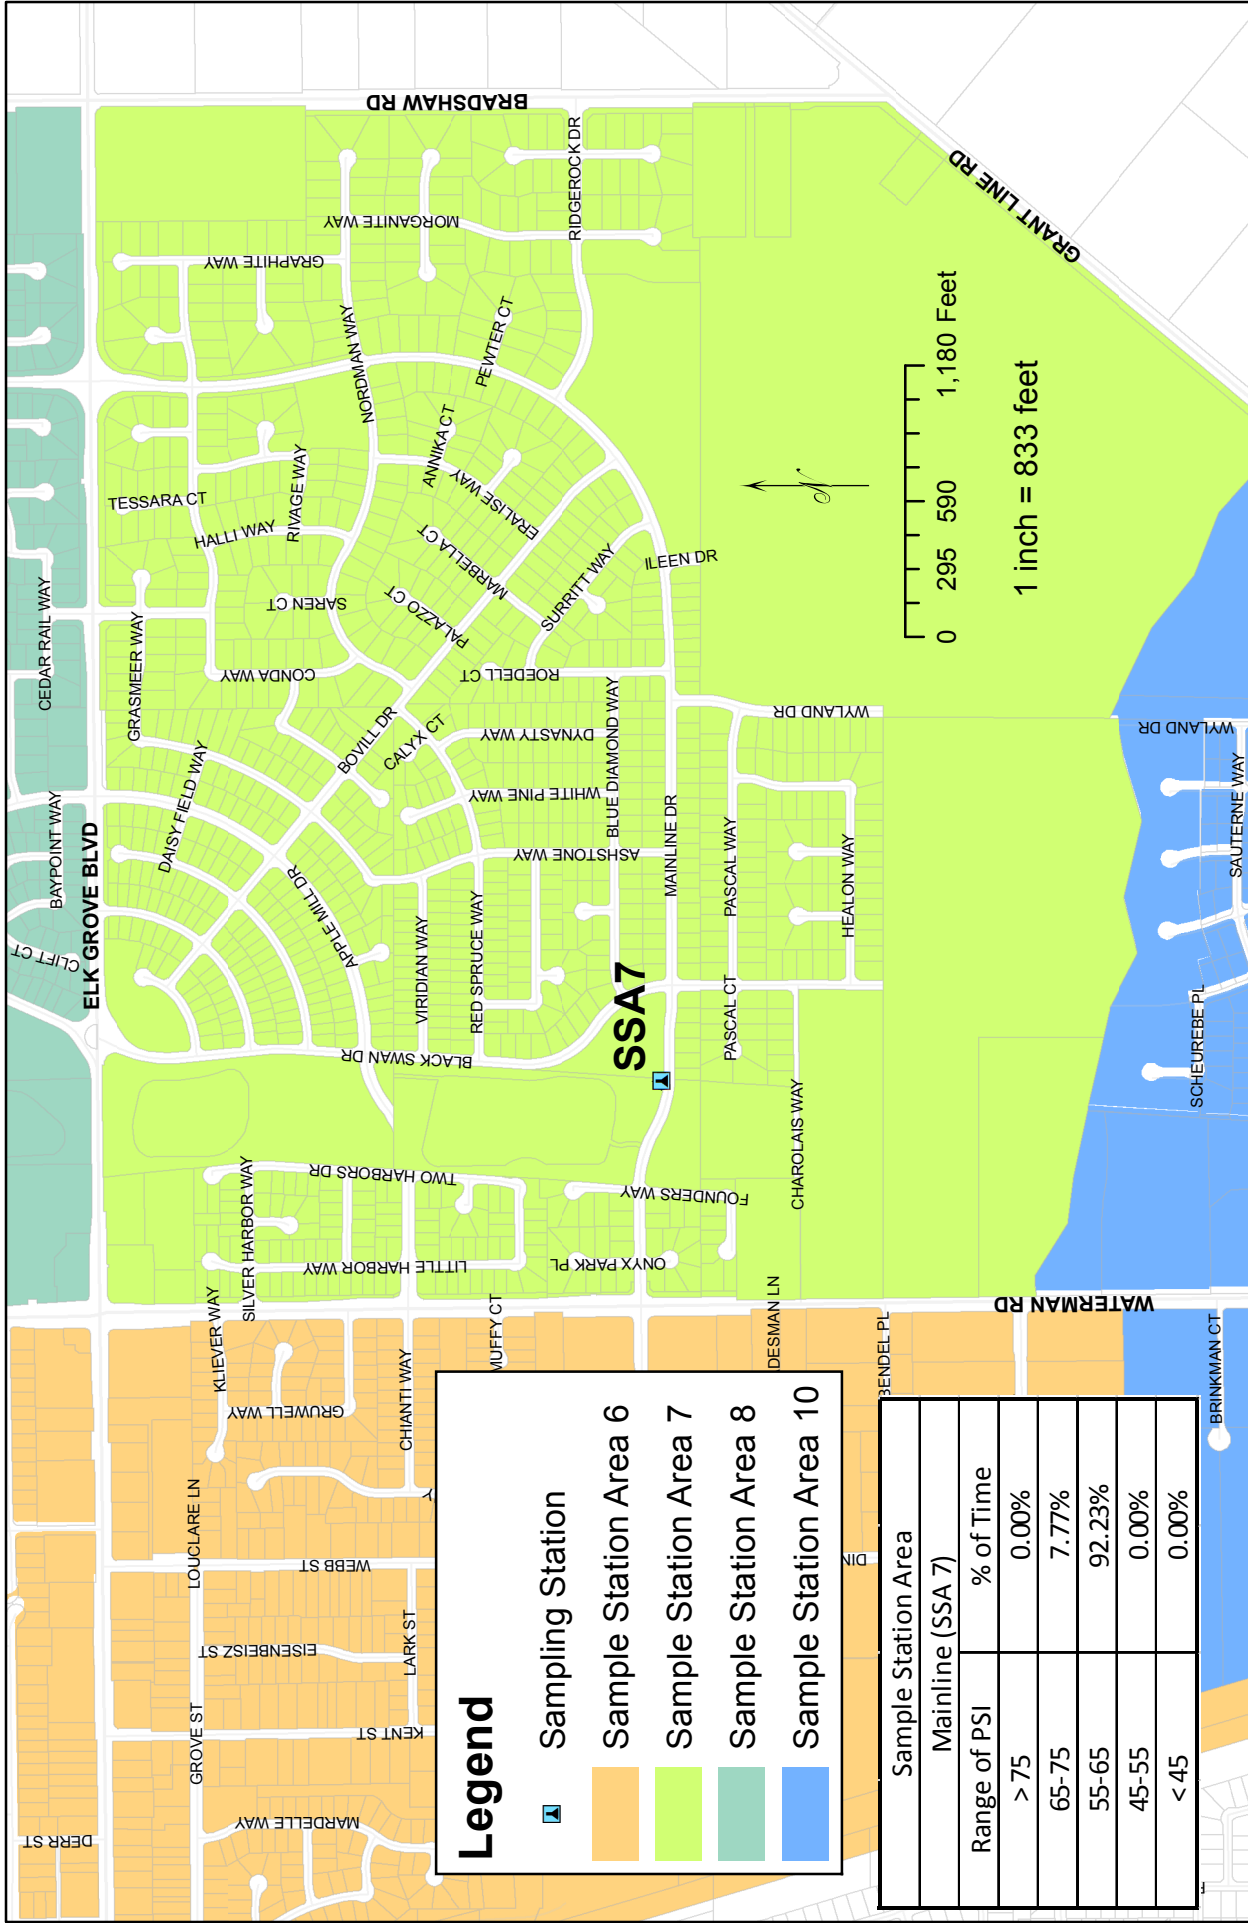 CEDAR RAIL WAY
BAYPOINT WAY
CLIFT CT
ELK GROVE BLVD
BRADSHAW RD
GRANT LINE RD
WATERMAN RD
GRASMEER WAY
DAISY FIELD WAY
TESSARA CT
HALLI WAY
RIVAGE WAY
SAREN CT
CONDA WAY
GRAPHITE WAY
MORGANITE WAY
NORDMAN WAY
RIDGEROCK DR
PEWTER CT
ANNIKA CT
ERALISE WAY
MARBELLA CT
PALAZZO CT
SURRITT WAY
ILEEN DR
ROEDELL CT
BOVILL DR
CALYX CT
DYNASTY WAY
WHITE PINE WAY
BLUE DIAMOND WAY
ASHSTONE WAY
MAINLINE DR
APPLE MILL DR
VIRIDIAN WAY
RED SPRUCE WAY
BLACK SWAN DR
SSA7
WYLAND DR
PASCAL WAY
PASCAL CT
HEALON WAY
CHAROLAIS WAY
WYLAND DR
SAUTERNE WAY
SCHEUREBE PL
TWO HARBORS DR
SILVER HARBOR WAY
LITTLE HARBOR WAY
FOUNDERS WAY
ONYX PARK PL
KLIEVER WAY
GRUWELL WAY
CHIANTI WAY
MUFFY CT
ADESMAN LN
BENDEL PL
BRINKMAN CT
LOUCLARE LN
WEBB ST
EISENBEISZ ST
LARK ST
GROVE ST
KENT ST
MARDELLE WAY
DERR ST
DIN
Y
N
0 295 590 1,180 Feet
1 inch = 833 feet
Legend
Sampling Station
Sample Station Area 6
Sample Station Area 7
Sample Station Area 8
Sample Station Area 10
Sample Station Area
Mainline (SSA 7)
Range of PSI % of Time
> 75 0.00%
65-75 7.77%
55-65 92.23%
45-55 0.00%
< 45 0.00%